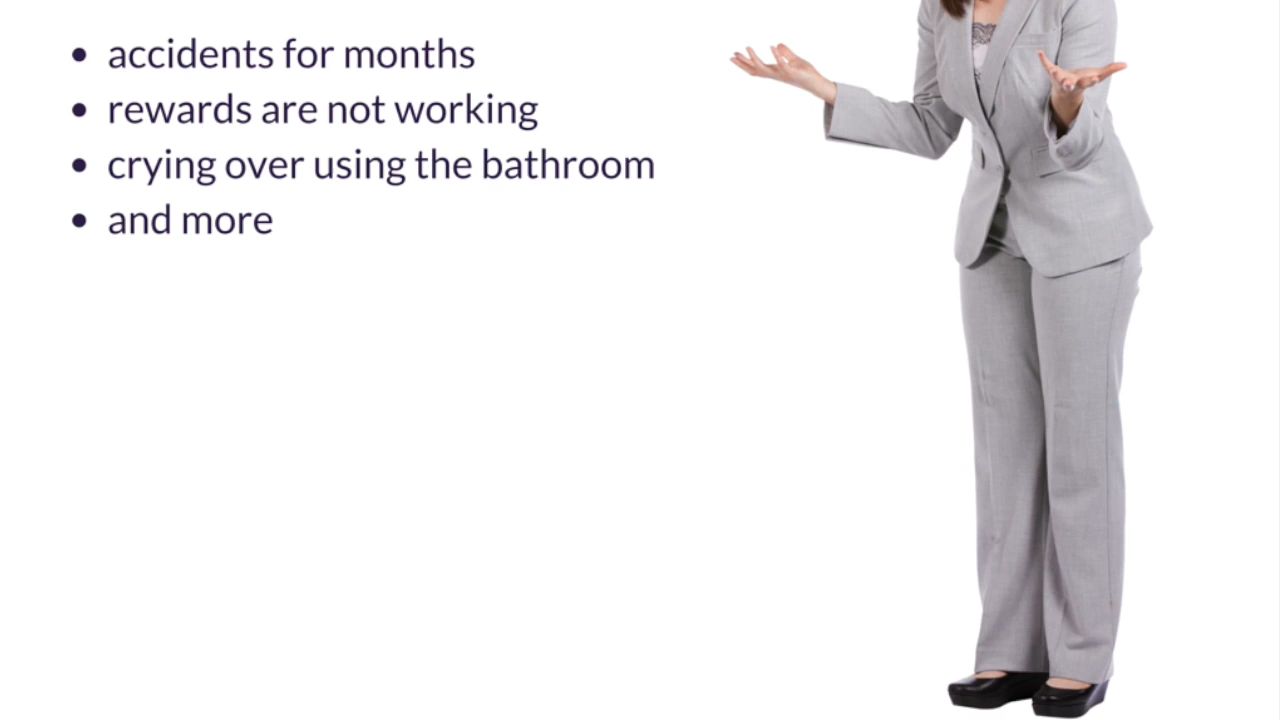 • accidents for months
• rewards are not working
• crying over using the bathroom
• and more